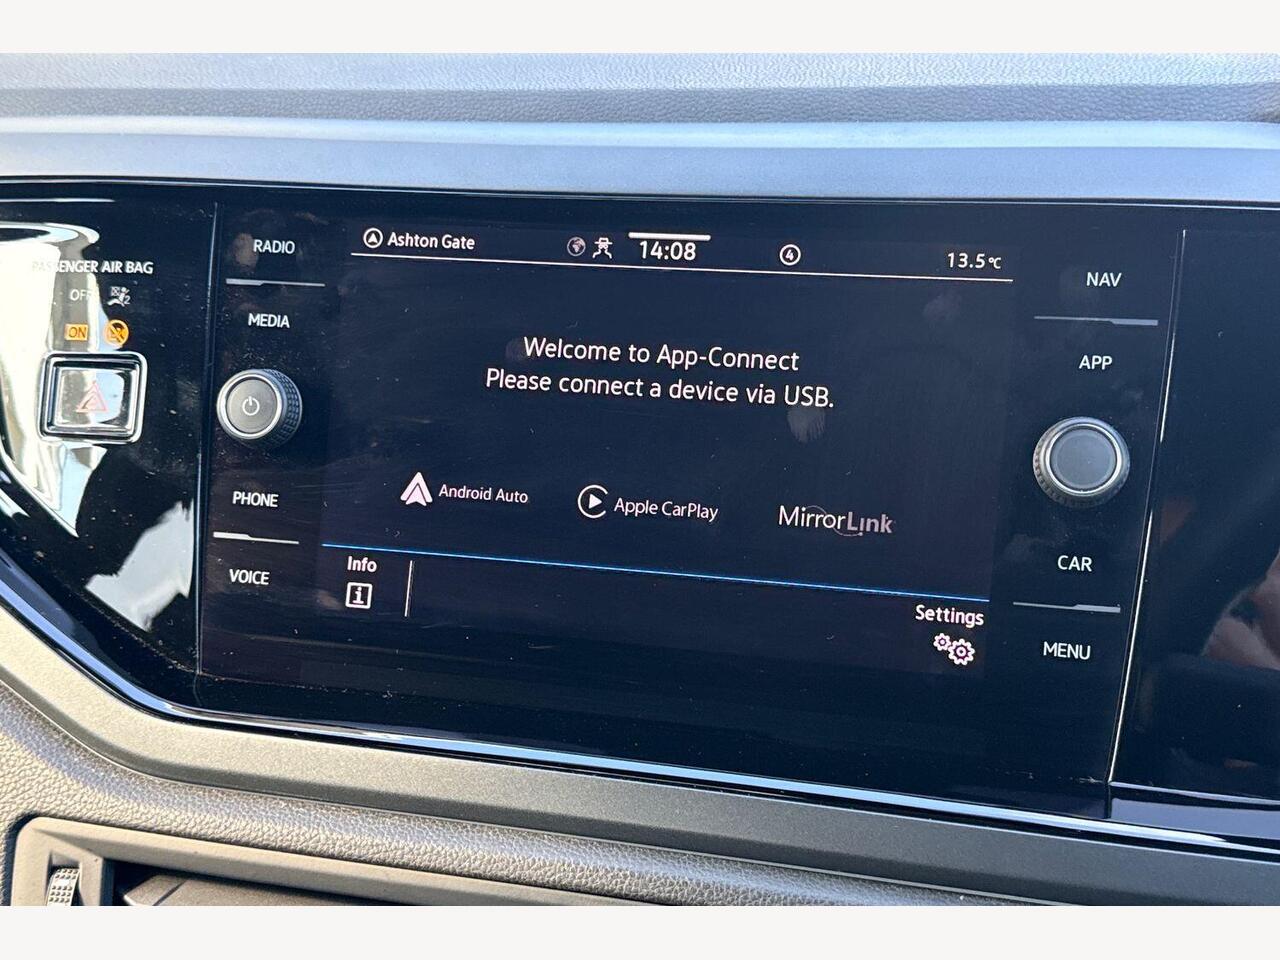 PASSENGER AIR BAG
OFF
ON
RADIO
MEDIA
PHONE
VOICE
Ashton Gate
14:08
4
13.5°C
Welcome to App-Connect
Please connect a device via USB.
Android Auto
Apple CarPlay
MirrorLink
Info
i
Settings
NAV
APP
CAR
MENU